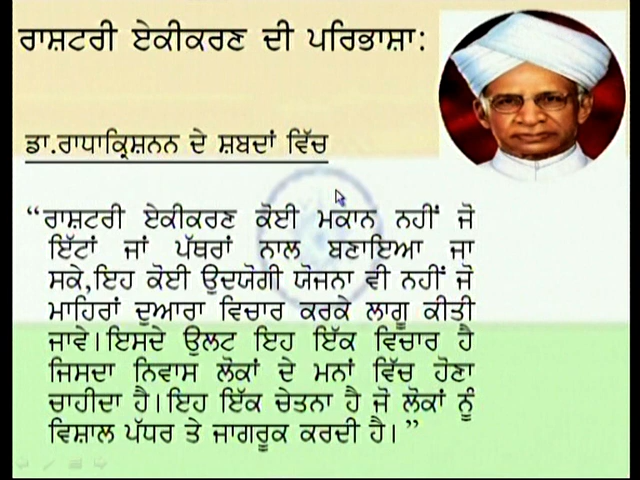 ਰਾਸ਼ਟਰੀ ਏਕੀਕਰਣ ਦੀ ਪਰਿਭਾਸ਼ਾ:
ਡਾ.ਰਾਧਾਕ੍ਰਿਸ਼ਨਨ ਦੇ ਸ਼ਬਦਾਂ ਵਿੱਚ
“ਰਾਸ਼ਟਰੀ ਏਕੀਕਰਣ ਕੋਈ ਮਕਾਨ ਨਹੀਂ ਜੋ
ਇੱਟਾਂ ਜਾਂ ਪੱਥਰਾਂ ਨਾਲ ਬਣਾਇਆ ਜਾ
ਸਕੇ,ਇਹ ਕੋਈ ਉਦਯੋਗੀ ਯੋਜਨਾ ਵੀ ਨਹੀਂ ਜੋ
ਮਾਹਿਰਾਂ ਦੁਆਰਾ ਵਿਚਾਰ ਕਰਕੇ ਲਾਗੂ ਕੀਤੀ
ਜਾਵੇ।ਇਸਦੇ ਉਲਟ ਇਹ ਇੱਕ ਵਿਚਾਰ ਹੈ
ਜਿਸਦਾ ਨਿਵਾਸ ਲੋਕਾਂ ਦੇ ਮਨਾਂ ਵਿੱਚ ਹੋਣਾ
ਚਾਹੀਦਾ ਹੈ।ਇਹ ਇੱਕ ਚੇਤਨਾ ਹੈ ਜੋ ਲੋਕਾਂ ਨੂੰ
ਵਿਸ਼ਾਲ ਪੱਧਰ ਤੇ ਜਾਗਰੂਕ ਕਰਦੀ ਹੈ।”